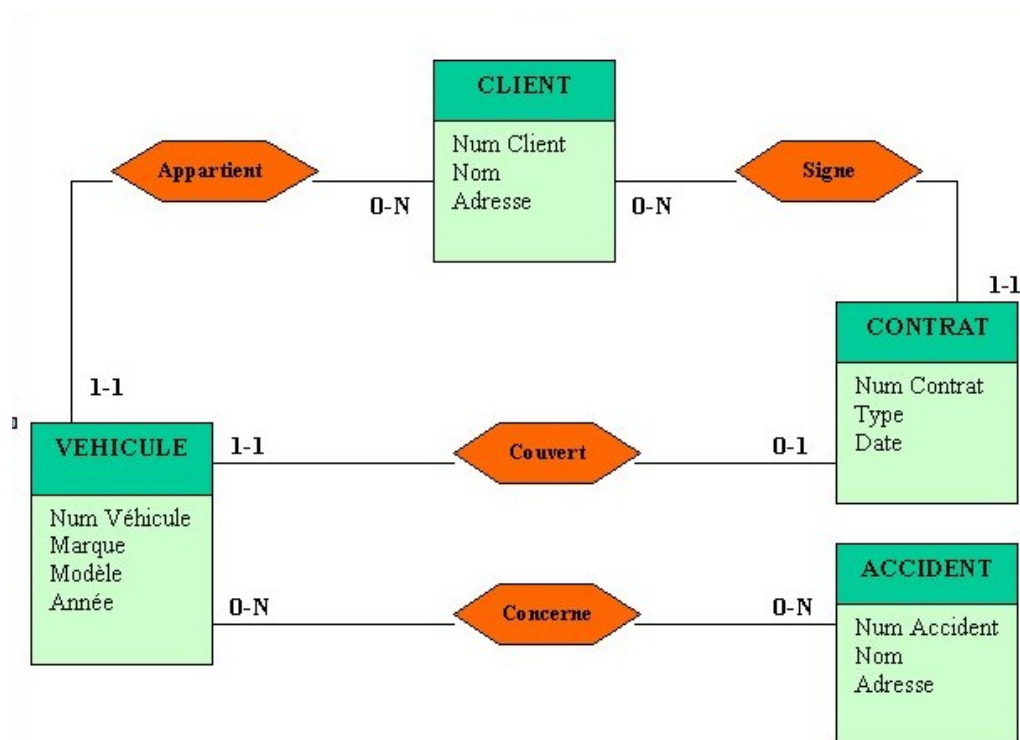 CLIENT
Num Client
Nom
Adresse
Appartient
Signe
0-N
0-N
1-1
CONTRAT
Num Contrat
Type
Date
1-1
VEHICULE
Num Véhicule
Marque
Modèle
Année
1-1
Couvert
0-1
0-N
Concerne
0-N
ACCIDENT
Num Accident
Nom
Adresse